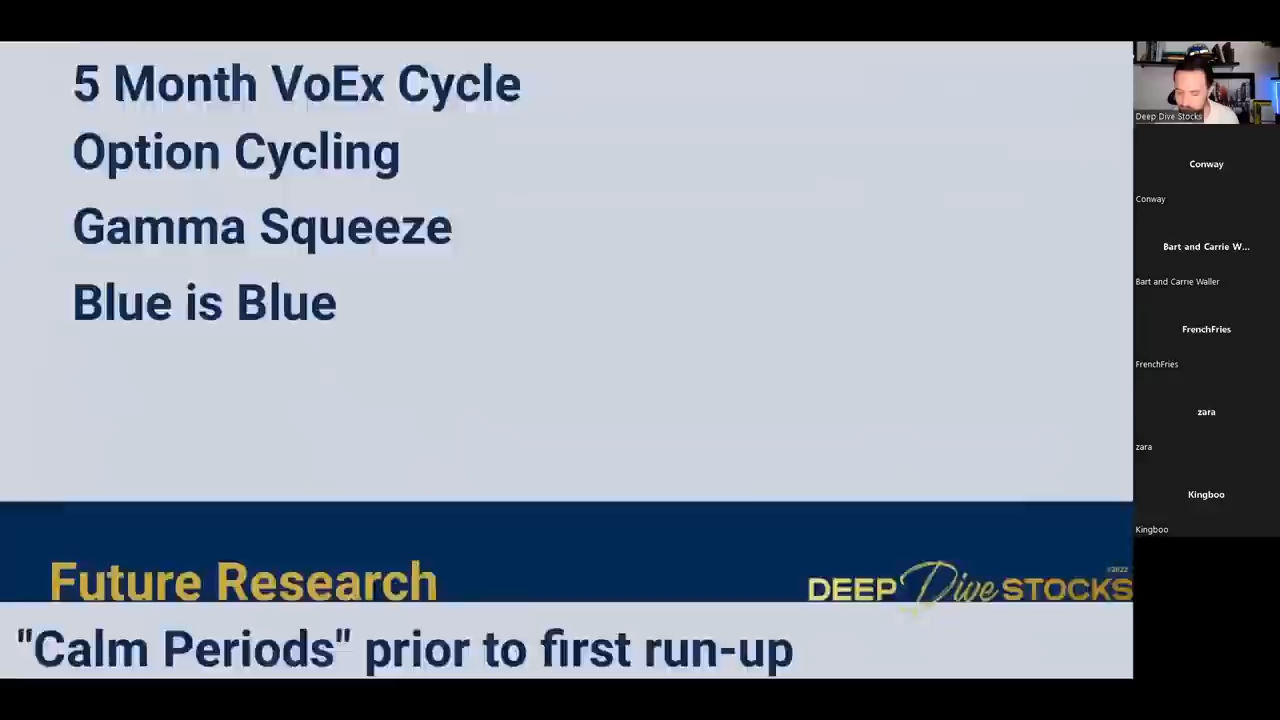 5 Month VoEx Cycle
Option Cycling
Gamma Squeeze
Blue is Blue
Future Research
©2022
DEEP Dive STOCKS
"Calm Periods" prior to first run-up
Deep Dive Stocks
Conway
Conway
Bart and Carrie W...
Bart and Carrie Waller
FrenchFries
FrenchFries
zara
zara
Kingboo
Kingboo